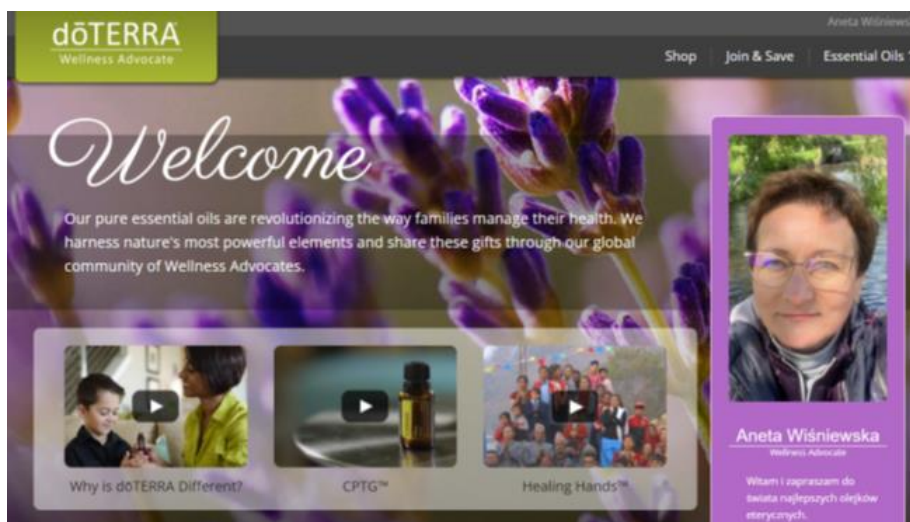 dōTERRA
Wellness Advocate
Aneta Wiśniews
Shop
Join & Save
Essential Oils
Welcome
Our pure essential oils are revolutionizing the way families manage their health. We
harness nature's most powerful elements and share these gifts through our global
community of Wellness Advocates.
Why is dōTERRA Different?
CPTG™
Healing Hands™
Aneta Wiśniewska
Wellness Advocate
Witam i zapraszam do
świata najlepszych olejków
eterycznych.